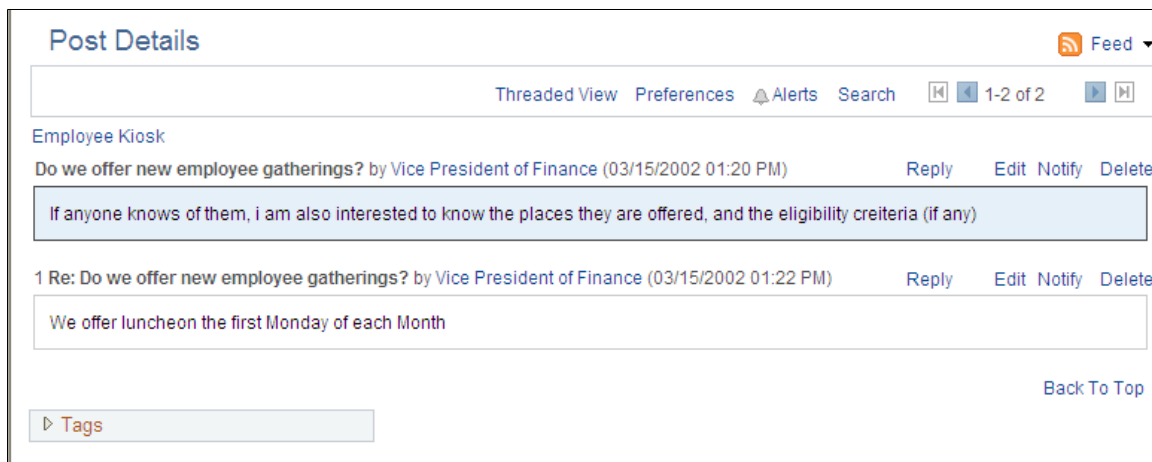 Post Details
Feed
Threaded View Preferences Alerts Search 1-2 of 2
Employee Kiosk
Do we offer new employee gatherings? by Vice President of Finance (03/15/2002 01:20 PM) Reply Edit Notify Delete
If anyone knows of them, i am also interested to know the places they are offered, and the eligibility creiteria (if any)
1 Re: Do we offer new employee gatherings? by Vice President of Finance (03/15/2002 01:22 PM) Reply Edit Notify Delete
We offer luncheon the first Monday of each Month
Back To Top
Tags